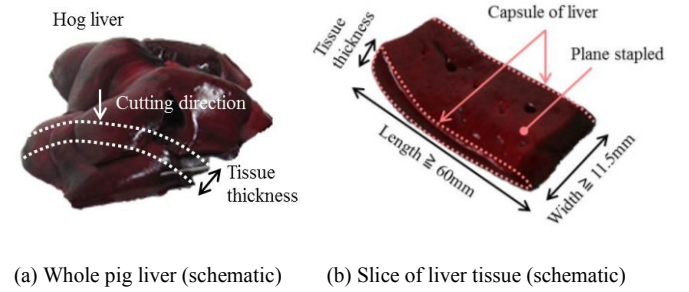 Hog liver
Cutting direction
Tissue
thickness
Tissue
thickness
Capsule of liver
Plane stapled
Length ≧ 60mm
Width ≧ 11.5mm
(a) Whole pig liver (schematic)
(b) Slice of liver tissue (schematic)